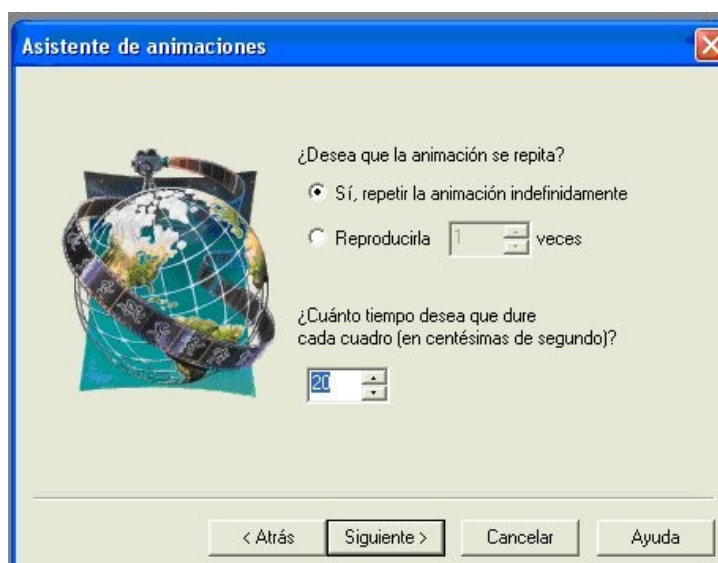 Asistente de animaciones
¿Desea que la animación se repita?
Sí, repetir la animación indefinidamente
Reproducirla 1 veces
¿Cuánto tiempo desea que dure
cada cuadro (en centésimas de segundo)?
20
< Atrás Siguiente > Cancelar Ayuda